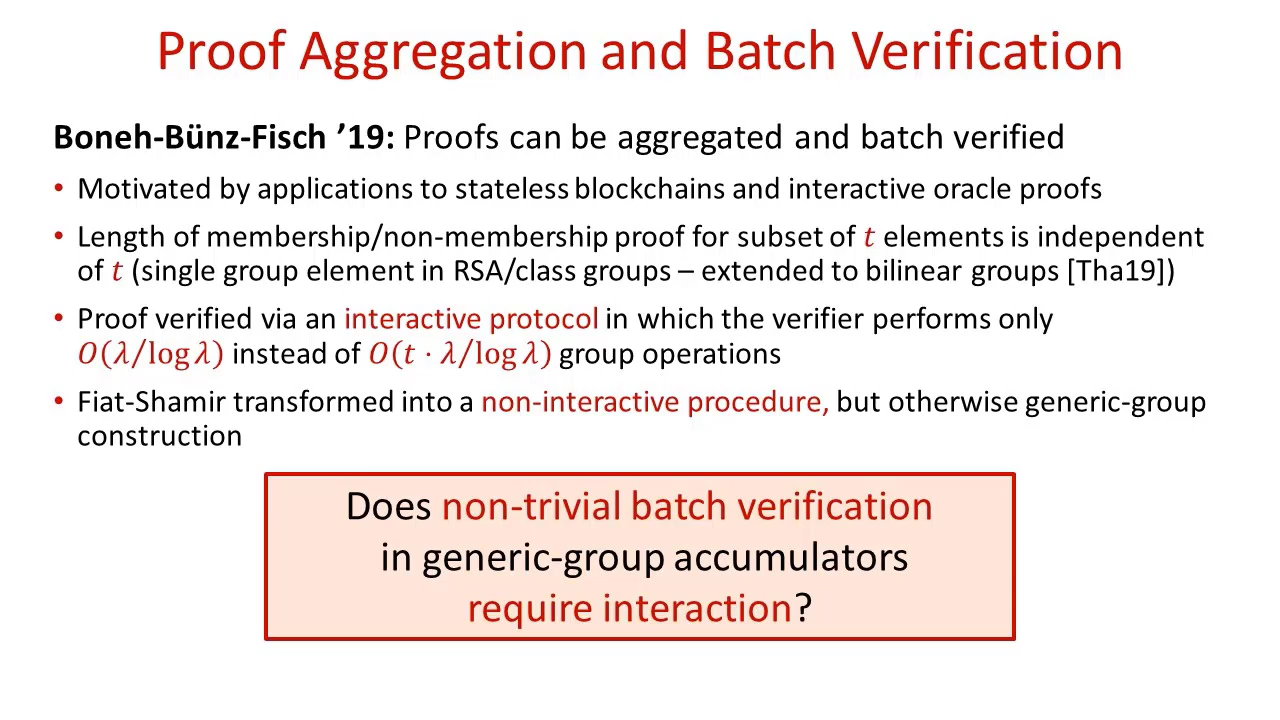 Proof Aggregation and Batch Verification
Boneh-Bünz-Fisch ’19: Proofs can be aggregated and batch verified
• Motivated by applications to stateless blockchains and interactive oracle proofs
• Length of membership/non-membership proof for subset of 𝑡 elements is independent
of 𝑡 (single group element in RSA/class groups – extended to bilinear groups [Tha19])
• Proof verified via an interactive protocol in which the verifier performs only
𝑂(𝜆/log 𝜆) instead of 𝑂(𝑡 · 𝜆/log 𝜆) group operations
• Fiat-Shamir transformed into a non-interactive procedure, but otherwise generic-group
construction
Does non-trivial batch verification
in generic-group accumulators
require interaction?